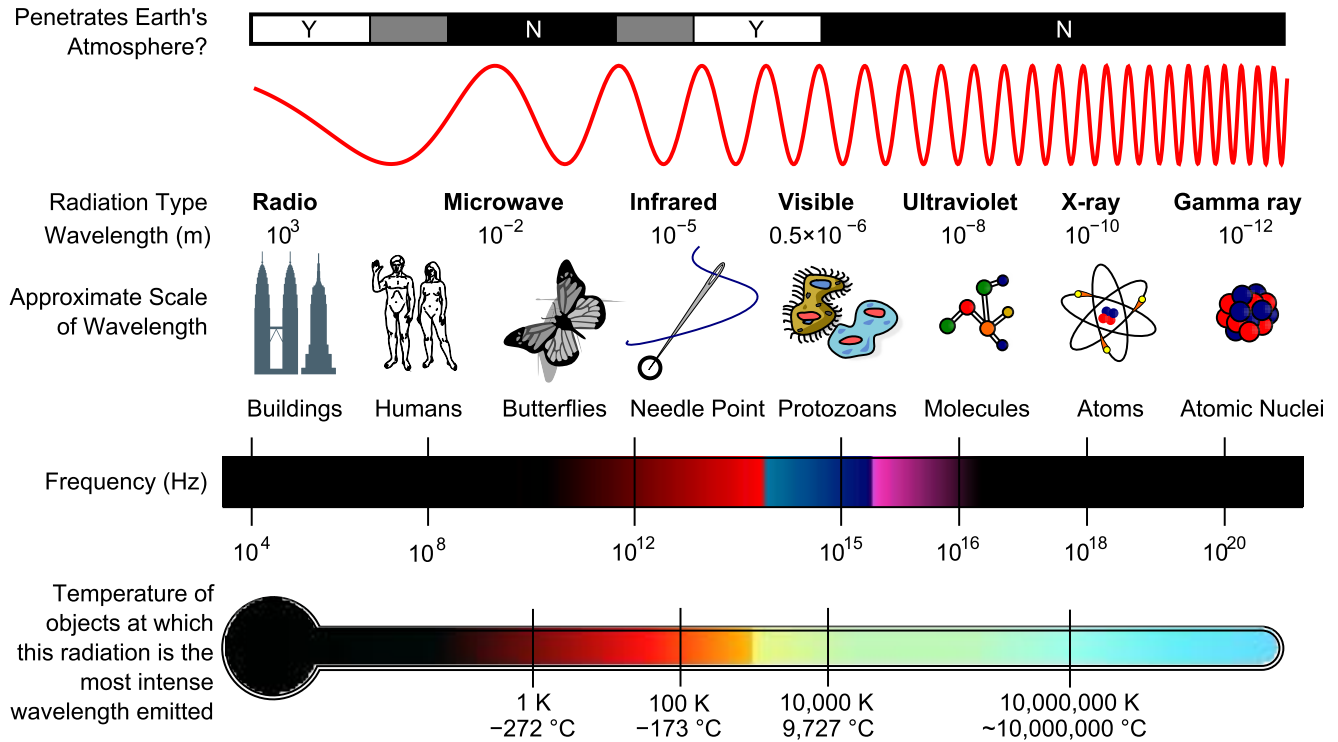 Penetrates Earth's
Atmosphere?
Y N Y N
Radiation Type
Radio Microwave Infrared Visible Ultraviolet X-ray Gamma ray
Wavelength (m)
10³ 10⁻² 10⁻⁵ 0.5×10⁻⁶ 10⁻⁸ 10⁻¹⁰ 10⁻¹²
Approximate Scale
of Wavelength
Buildings Humans Butterflies Needle Point Protozoans Molecules Atoms Atomic Nuclei
Frequency (Hz)
10⁴ 10⁸ 10¹² 10¹⁵ 10¹⁶ 10¹⁸ 10²⁰
Temperature of
objects at which
this radiation is the
most intense
wavelength emitted
1 K 100 K 10,000 K 10,000,000 K
−272 °C −173 °C 9,727 °C ~10,000,000 °C